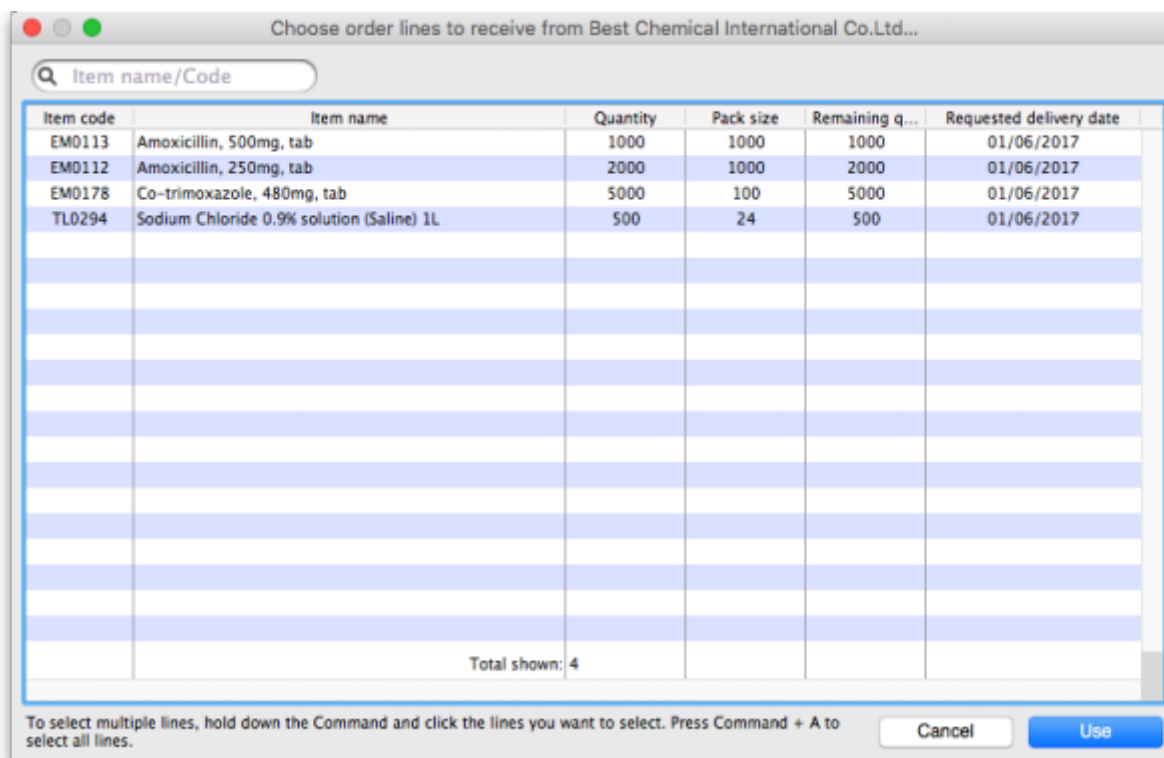 Choose order lines to receive from Best Chemical International Co.Ltd...
Item name/Code
Item code Item name Quantity Pack size Remaining q... Requested delivery date
EM0113 Amoxicillin, 500mg, tab 1000 1000 1000 01/06/2017
EM0112 Amoxicillin, 250mg, tab 2000 1000 2000 01/06/2017
EM0178 Co-trimoxazole, 480mg, tab 5000 100 5000 01/06/2017
TL0294 Sodium Chloride 0.9% solution (Saline) 1L 500 24 500 01/06/2017
Total shown: 4
To select multiple lines, hold down the Command and click the lines you want to select. Press Command + A to
select all lines.
Cancel Use